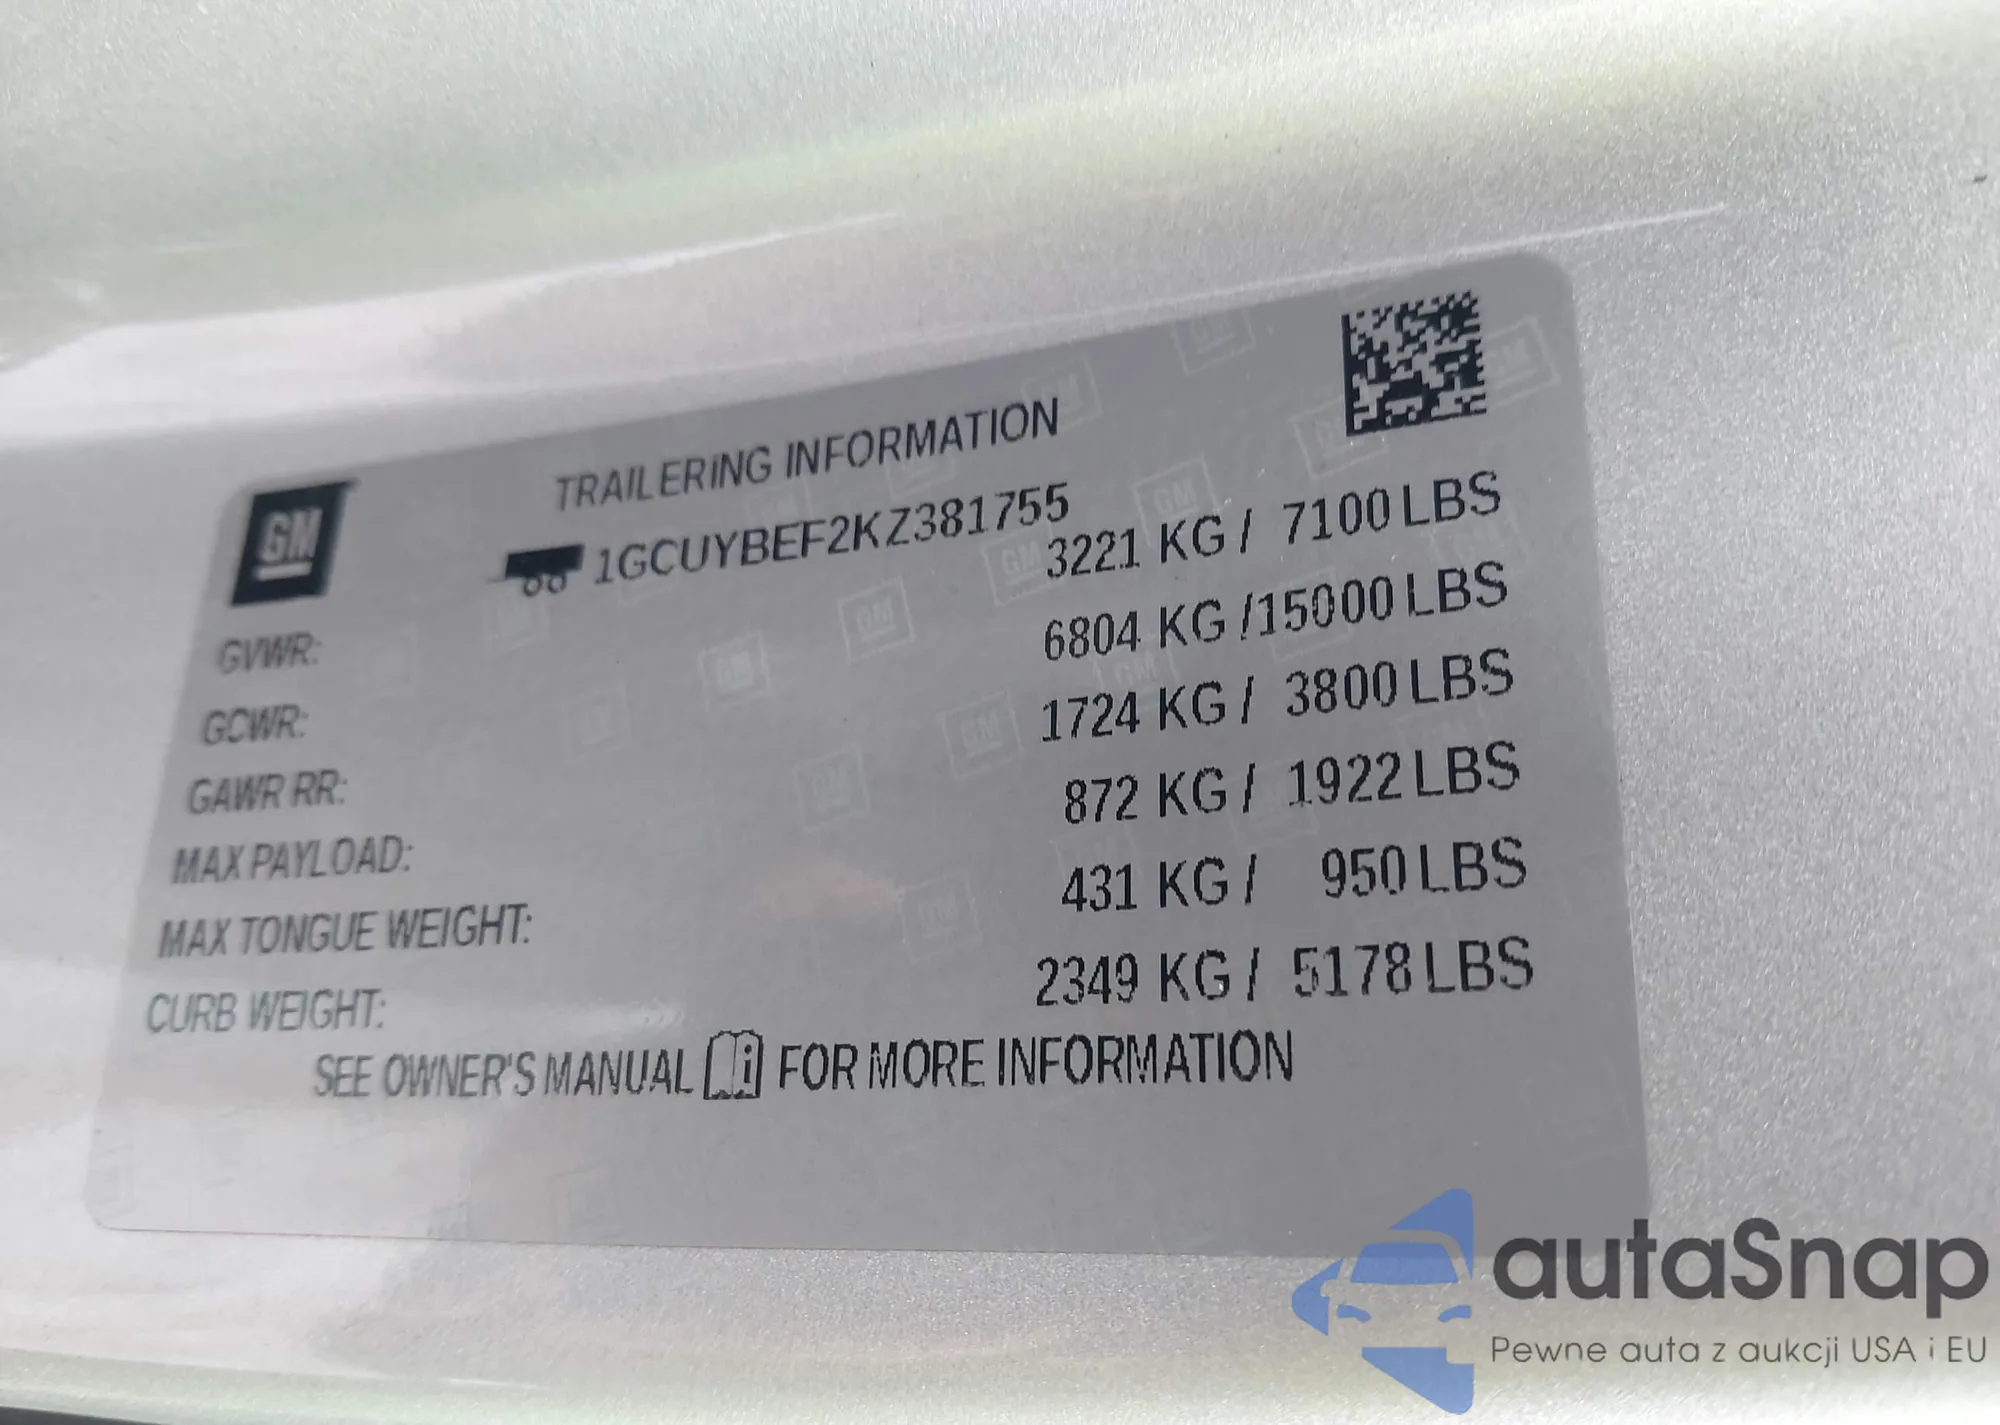 TRAILERING INFORMATION
GM
1GCUYBEF2KZ381755
GVWR: 3221 KG / 7100 LBS
GCWR: 6804 KG /15000 LBS
GAWR RR: 1724 KG / 3800 LBS
MAX PAYLOAD: 872 KG / 1922 LBS
MAX TONGUE WEIGHT: 431 KG / 950 LBS
CURB WEIGHT: 2349 KG / 5178 LBS
SEE OWNER'S MANUAL i FOR MORE INFORMATION
autaSnap
Pewne auta z aukcji USA i EU